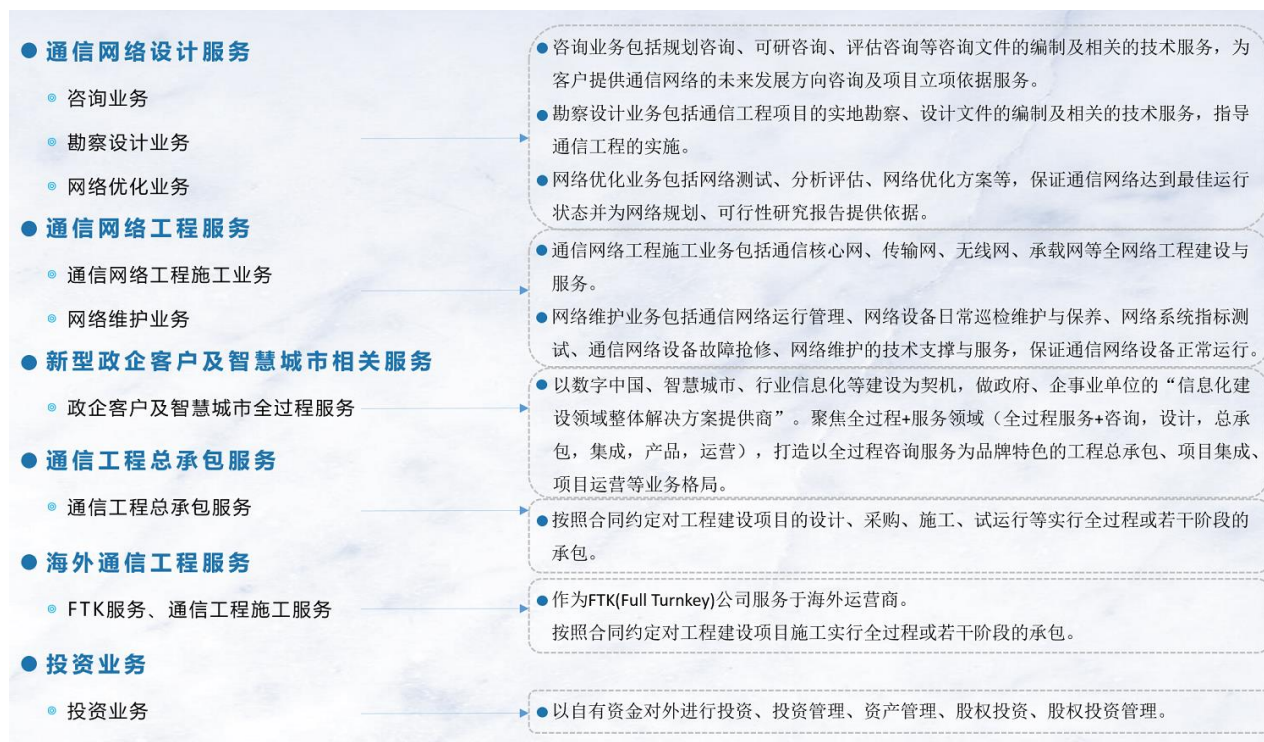 通信网络设计服务
咨询业务
勘察设计业务
网络优化业务
通信网络工程服务
通信网络工程施工业务
网络维护业务
新型政企客户及智慧城市相关服务
政企客户及智慧城市全过程服务
通信工程总承包服务
通信工程总承包服务
海外通信工程服务
FTK服务、通信工程施工服务
投资业务
投资业务
咨询业务包括规划咨询、可研咨询、评估咨询等咨询文件的编制及相关的技术服务，为
客户提供通信网络的未来发展方向咨询及项目立项依据服务。
勘察设计业务包括通信工程项目的实地勘察、设计文件的编制及相关的技术服务，指导
通信工程的实施。
网络优化业务包括网络测试、分析评估、网络优化方案等，保证通信网络达到最佳运行
状态并为网络规划、可行性研究报告提供依据。
通信网络工程施工业务包括通信核心网、传输网、无线网、承载网等全网络工程建设与
服务。
网络维护业务包括通信网络运行管理、网络设备日常巡检维护与保养、网络系统指标测
试、通信网络设备故障抢修、网络维护的技术支撑与服务，保证通信网络设备正常运行。
以数字中国、智慧城市、行业信息化等建设为契机，做政府、企事业单位的“信息化建
设领域整体解决方案提供商”。聚焦全过程+服务领域（全过程服务+咨询，设计，总承
包，集成，产品，运营），打造以全过程咨询服务为品牌特色的工程总承包、项目集成、
项目运营等业务格局。
按照合同约定对工程建设项目的设计、采购、施工、试运行等实行全过程或若干阶段的
承包。
作为FTK(Full Turnkey)公司服务于海外运营商。
按照合同约定对工程建设项目施工实行全过程或若干阶段的承包。
以自有资金对外进行投资、投资管理、资产管理、股权投资、股权投资管理。